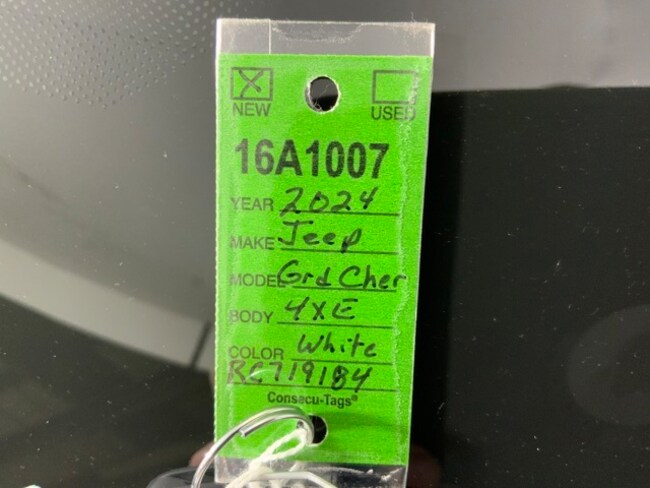 NEW USED
16A1007
YEAR 2024
MAKE Jeep
MODEL Grd Cher
BODY 4XE
COLOR White
RC719184
Consecu-Tags®